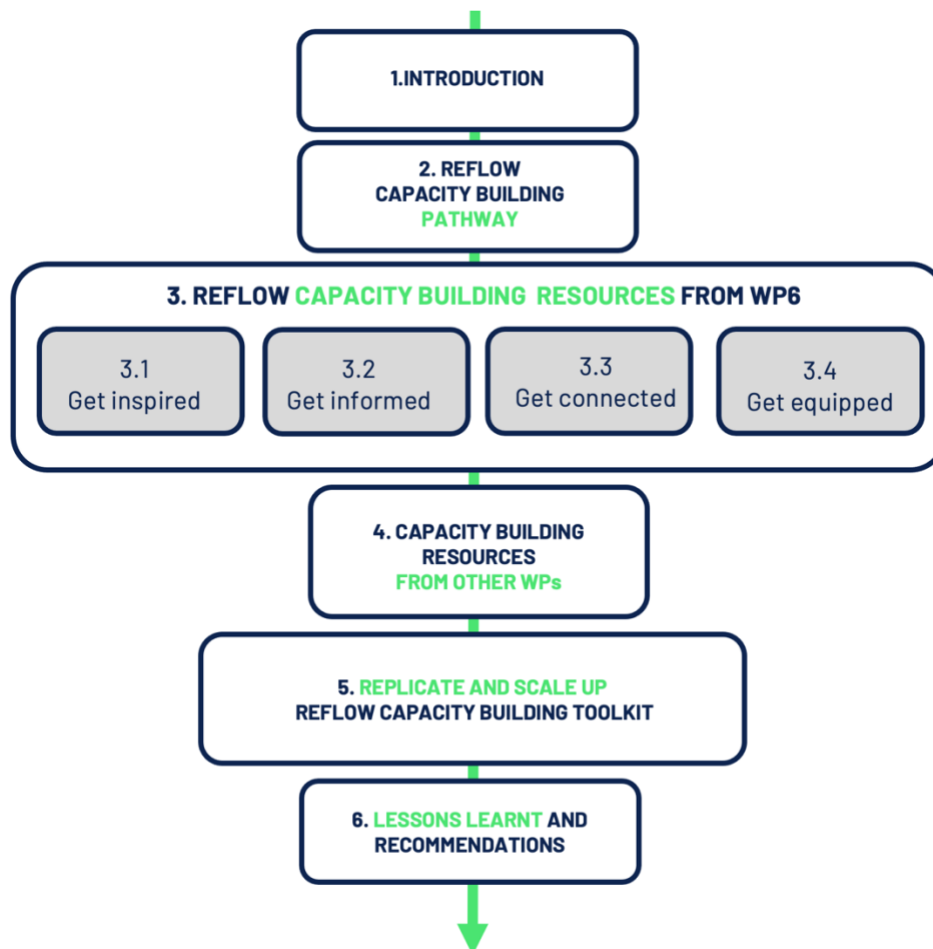 1.INTRODUCTION
2. REFLOW
CAPACITY BUILDING
PATHWAY
3. REFLOW CAPACITY BUILDING RESOURCES FROM WP6
3.1
Get inspired
3.2
Get informed
3.3
Get connected
3.4
Get equipped
4. CAPACITY BUILDING
RESOURCES
FROM OTHER WPs
5. REPLICATE AND SCALE UP
REFLOW CAPACITY BUILDING TOOLKIT
6. LESSONS LEARNT AND
RECOMMENDATIONS